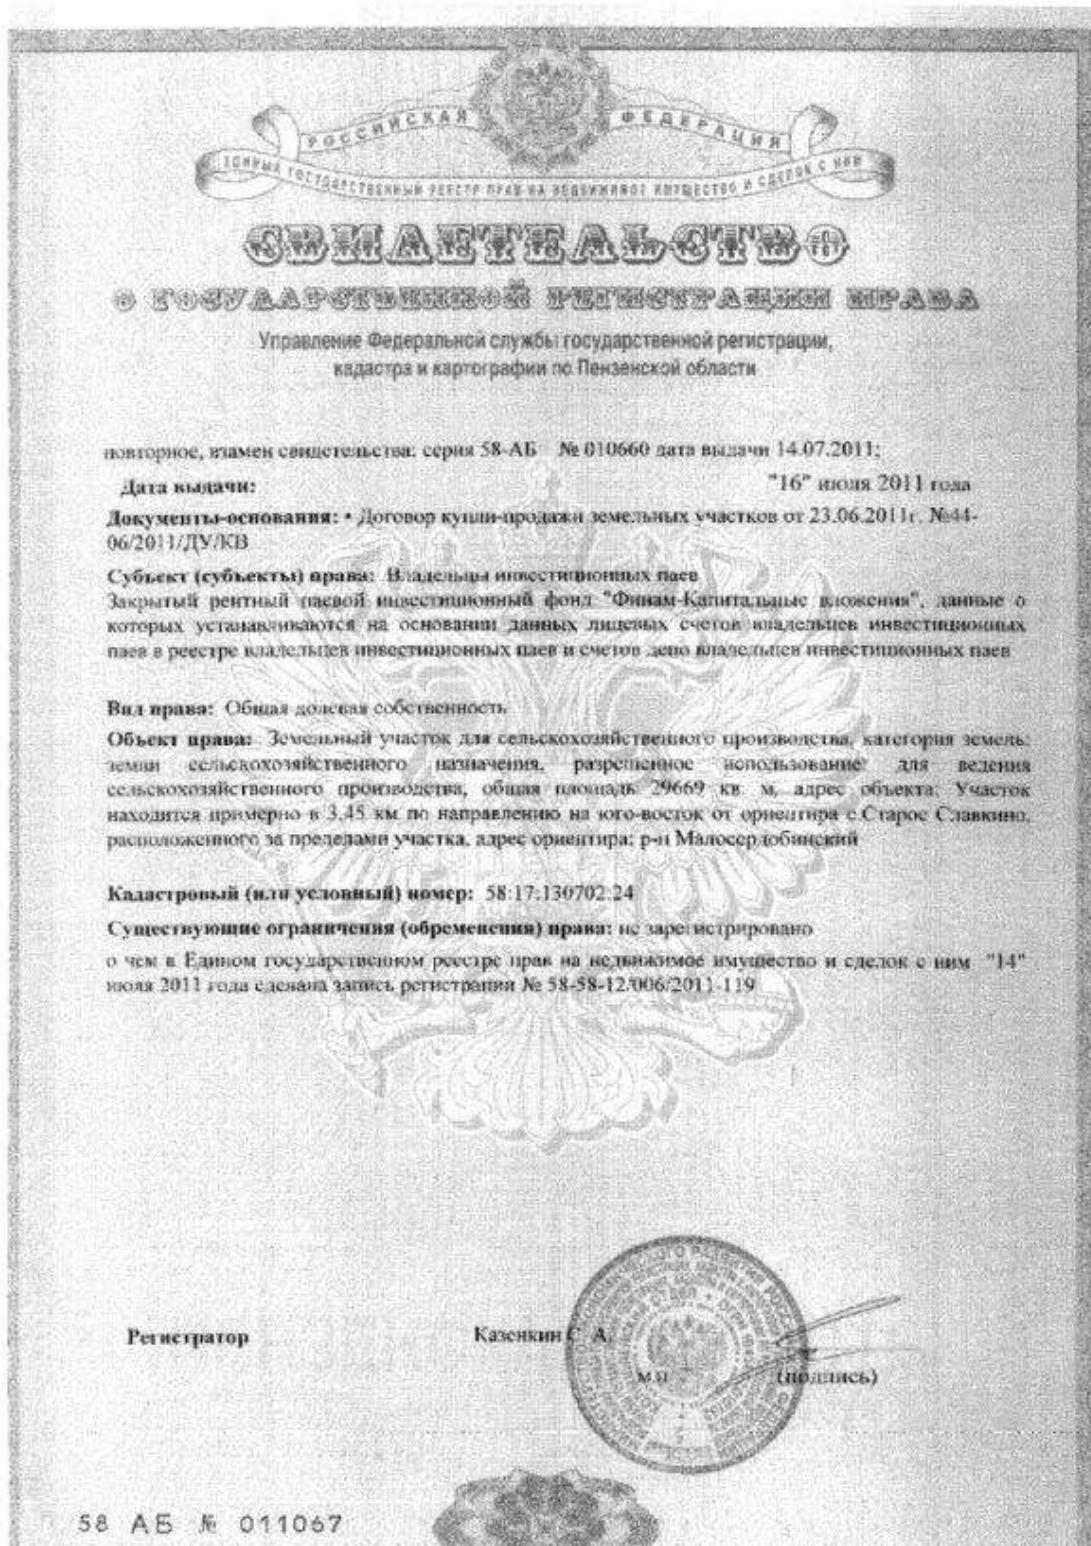 РОССИЙСКАЯ ФЕДЕРАЦИЯ
ЕДИНЫЙ ГОСУДАРСТВЕННЫЙ РЕЕСТР ПРАВ НА НЕДВИЖИМОЕ ИМУЩЕСТВО И СДЕЛОК С НИМ
СВИДЕТЕЛЬСТВО
О ГОСУДАРСТВЕННОЙ РЕГИСТРАЦИИ ПРАВА
Управление Федеральной службы государственной регистрации,
кадастра и картографии по Пензенской области
повторное, взамен свидетельства: серия 58-АБ № 010660 дата выдачи 14.07.2011;
Дата выдачи: "16" июля 2011 года
Документы-основания: • Договор купли-продажи земельных участков от 23.06.2011г. №44-
06/2011/ДУ/КВ
Субъект (субъекты) права: Владельцы инвестиционных паев
Закрытый рентный паевой инвестиционный фонд "Финам-Капитальные вложения", данные о
которых устанавливаются на основании данных лицевых счетов владельцев инвестиционных
паев в реестре владельцев инвестиционных паев и счетов депо владельцев инвестиционных паев
Вид права: Общая долевая собственность
Объект права: Земельный участок для сельскохозяйственного производства, категория земель:
земли сельскохозяйственного назначения, разрешенное использование: для ведения
сельскохозяйственного производства, общая площадь 29669 кв. м, адрес объекта: Участок
находится примерно в 3,45 км по направлению на юго-восток от ориентира с.Старое Славкино,
расположенного за пределами участка, адрес ориентира: р-н Малосердобинский
Кадастровый (или условный) номер: 58:17:130702:24
Существующие ограничения (обременения) права: не зарегистрировано
о чем в Едином государственном реестре прав на недвижимое имущество и сделок с ним "14"
июля 2011 года сделана запись регистрации № 58-58-12/006/2011-119
Регистратор Казенкин С. А.
м.п. (подпись)
58 АБ № 011067